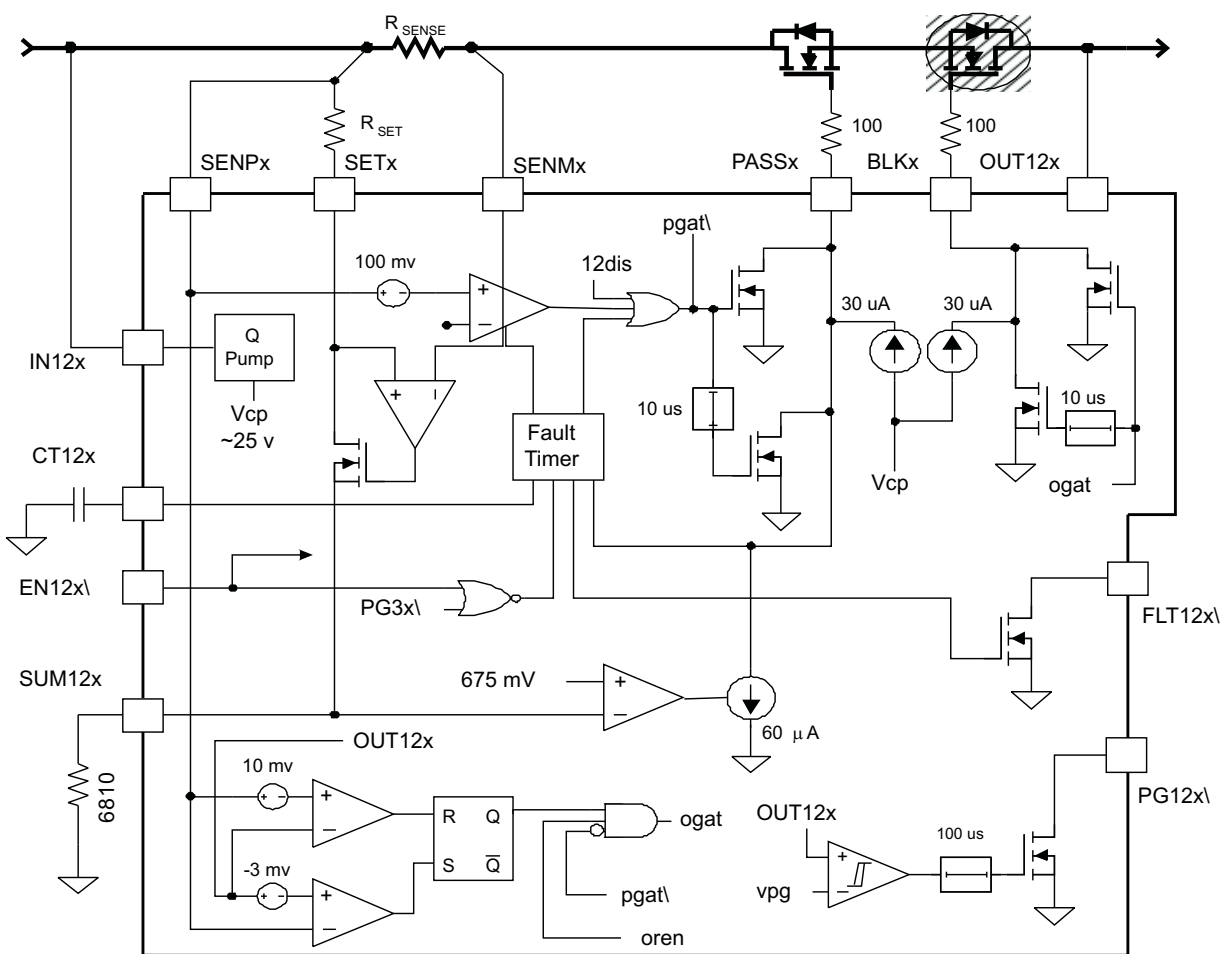 R SENSE
R SET
100
100
SENPx
SETx
SENMx
PASSx
BLKx
OUT12x
pgat\
100 mv
12dis
+
−
30 uA
30 uA
Q
Pump
IN12x
Vcp
~25 v
+
−
10 us
10 us
Fault
Timer
CT12x
Vcp
ogat
EN12x\
PG3x\
FLT12x\
SUM12x
675 mV
+
−
60 μA
OUT12x
6810
10 mv
+
−
R Q
S Q̅
ogat
-3 mv
+
−
pgat\
oren
OUT12x
100 us
PG12x\
+
−
vpg